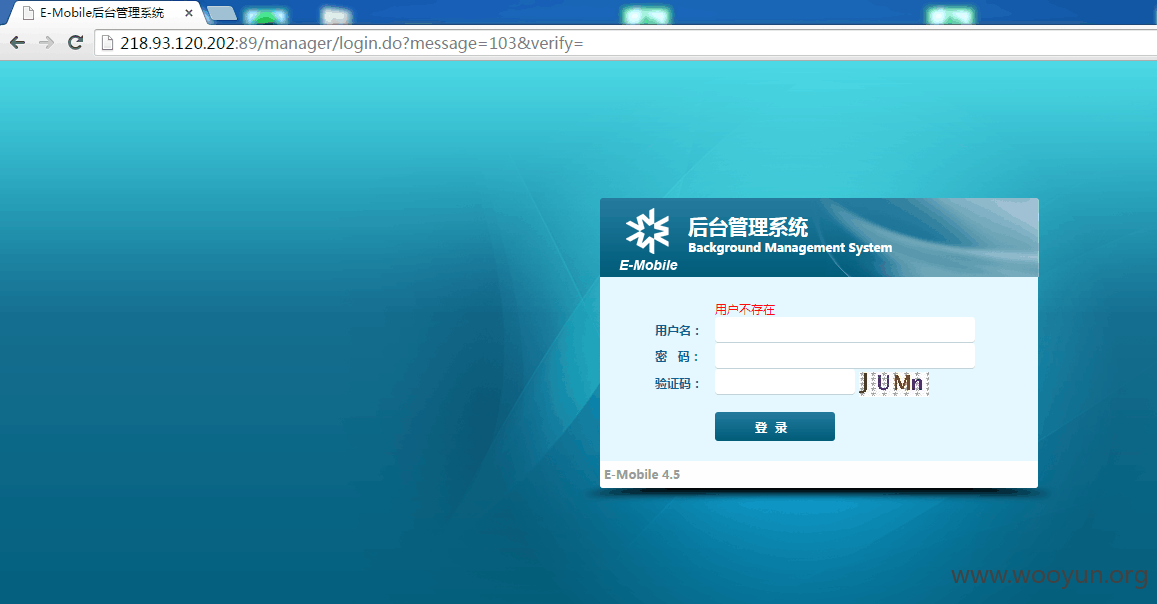 E-Mobile后台管理系统
218.93.120.202:89/manager/login.do?message=103&verify=
后台管理系统
Background Management System
E-Mobile
用户不存在
用户名：
密 码：
验证码： JUMn
登 录
E-Mobile 4.5
www.wooyun.org